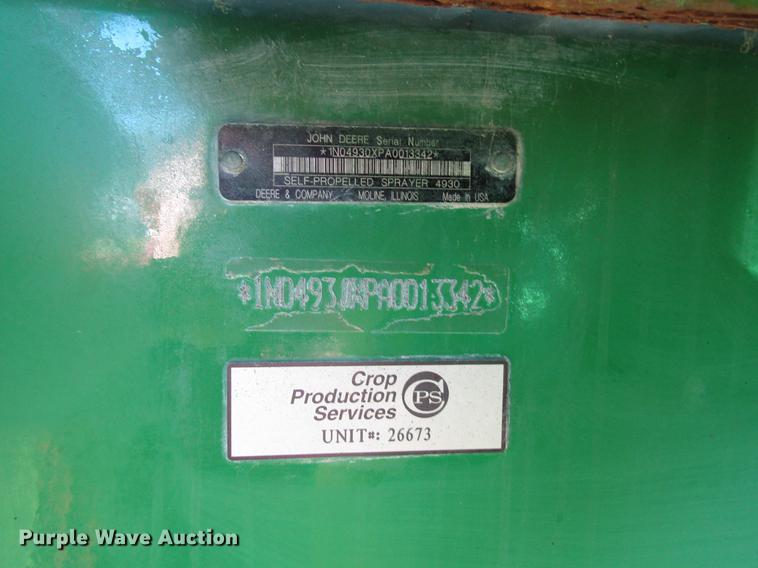 JOHN DEERE Serial Number
*1N04930XPA0013342*
SELF-PROPELLED SPRAYER 4930
DEERE & COMPANY MOLINE, ILLINOIS Made in USA
*1N04930XPA0013342*
Crop
Production
Services
CPS
UNIT#: 26673
Purple Wave Auction